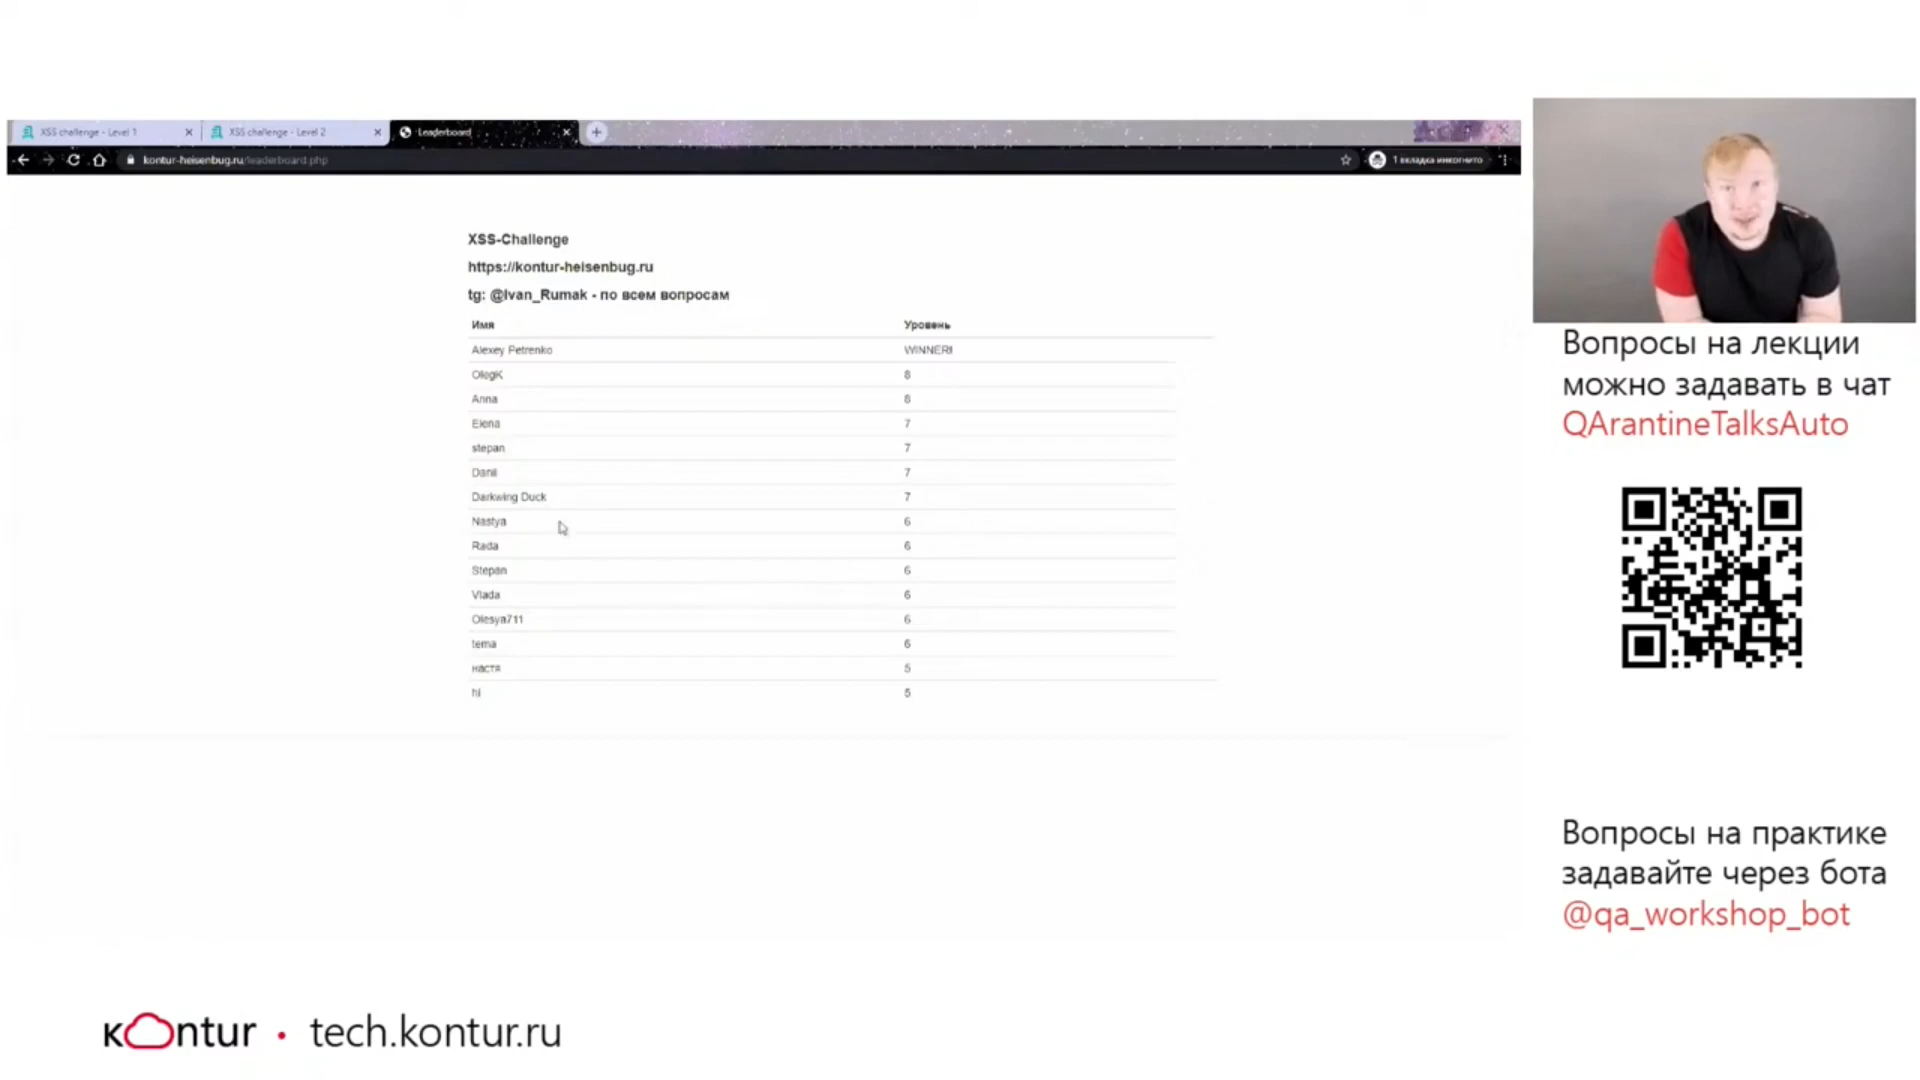 XSS challenge - Level 1
XSS challenge - Level 2
Leaderboard
kontur-heisenbug.ru/leaderboard.php
1 вкладка инкогнито
XSS-Challenge
https://kontur-heisenbug.ru
tg: @Ivan_Rumak - по всем вопросам
Имя Уровень
Alexey Petrenko WINNER!
OlegK 8
Anna 8
Elena 7
stepan 7
Danil 7
Darkwing Duck 7
Nastya 6
Rada 6
Stepan 6
Vlada 6
Olesya711 6
tema 6
настя 5
hi 5
Вопросы на лекции
можно задавать в чат
QArantineTalksAuto
Вопросы на практике
задавайте через бота
@qa_workshop_bot
кontur · tech.kontur.ru